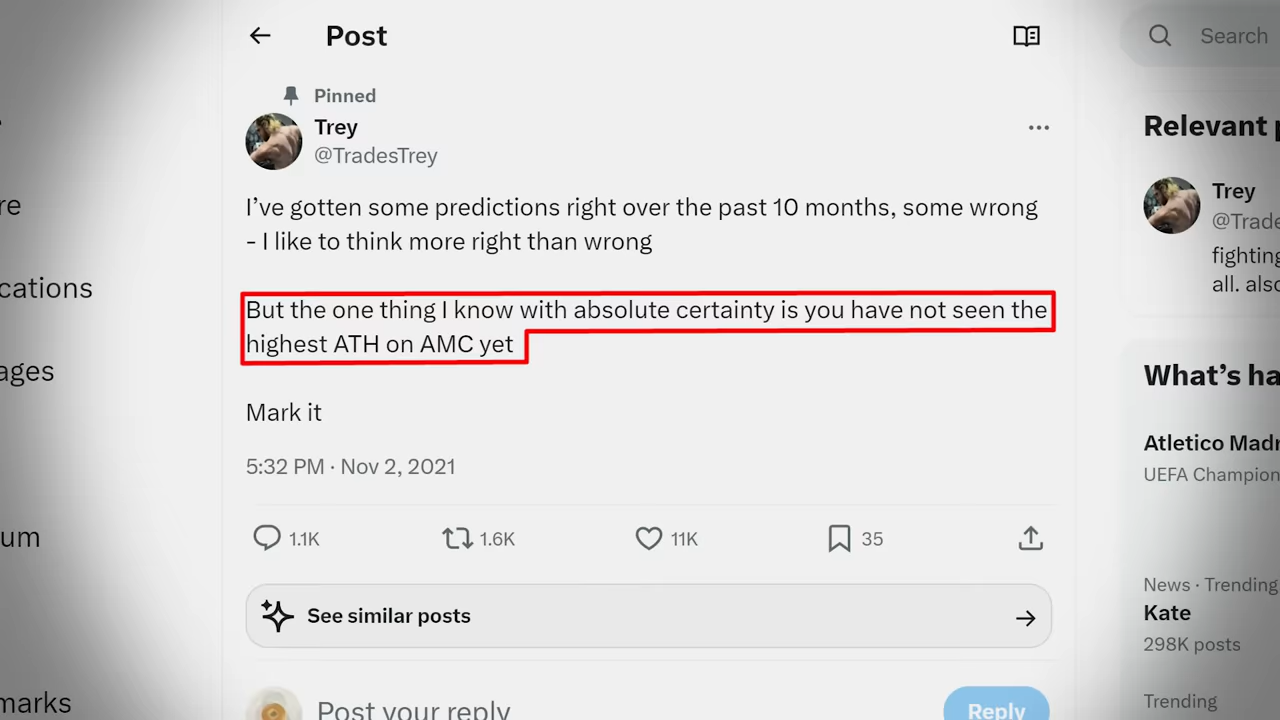 Post
Search
Pinned
Trey
@TradesTrey
I've gotten some predictions right over the past 10 months, some wrong
- I like to think more right than wrong
But the one thing I know with absolute certainty is you have not seen the
highest ATH on AMC yet
Mark it
5:32 PM · Nov 2, 2021
1.1K
1.6K
11K
35
See similar posts
Post your reply
Reply
re
cations
ages
um
marks
Relevant
Trey
@Trade
fighting
all. also
What's ha
Atletico Madr
UEFA Champion
News · Trending
Kate
298K posts
Trending